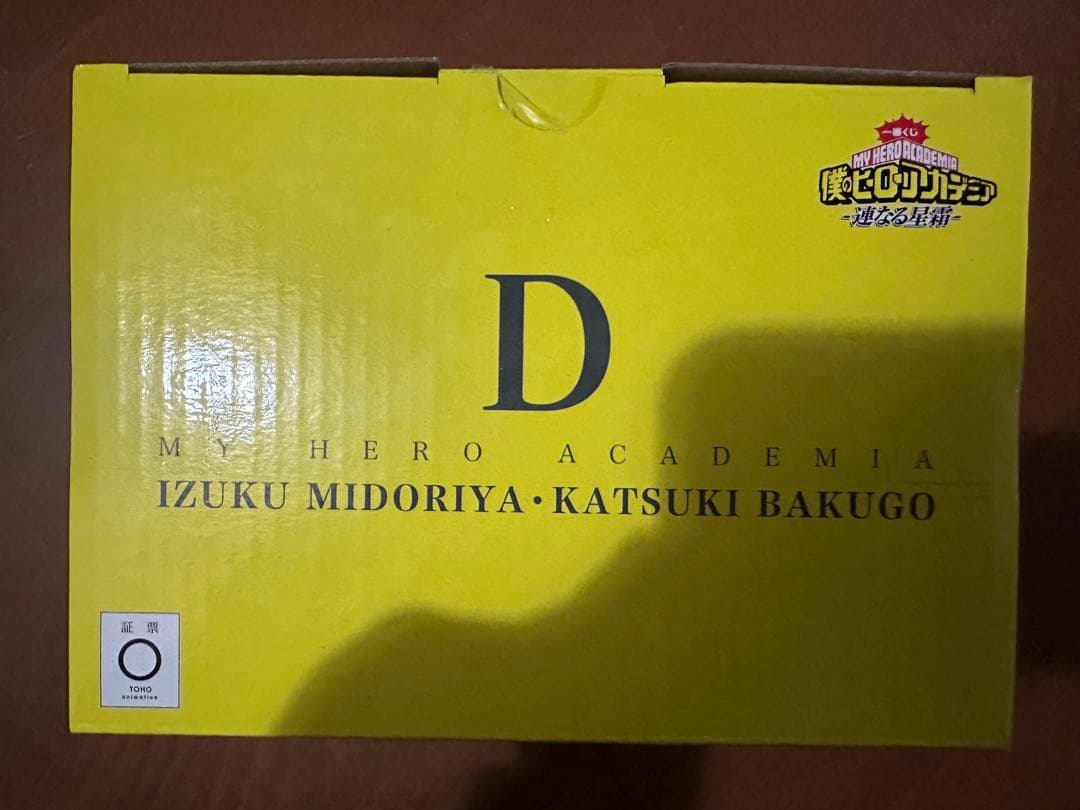 一番くじ
MY HERO ACADEMIA
僕のヒーローアカデミア
-連なる星霜-
D
MY HERO ACADEMIA
IZUKU MIDORIYA・KATSUKI BAKUGO
証 票
TOHO
animation